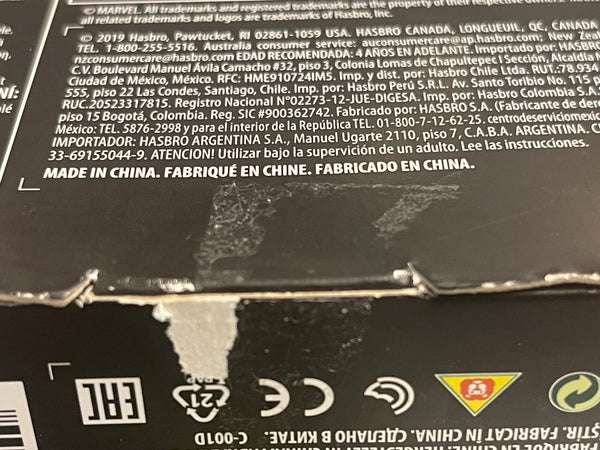 © MARVEL. All trademarks and registered trademarks are the property of their respective owners.
all related trademarks and logos are trademarks of Hasbro, Inc.
© 2019 Hasbro, Pawtucket, RI 02861-1059 USA. HASBRO CANADA, LONGUEUIL, QC, CANADA
TEL. 1-800-255-5516. Australia consumer service: auconsumercare@ap.hasbro.com; New Zeal
nzconsumercare@hasbro.com EDAD RECOMENDADA: 4 AÑOS EN ADELANTE. Importado por: HASBRO
C.V. Boulevard Manuel Ávila Camacho #32, piso 3, Colonia Lomas de Chapultepec I Sección, Alcaldía
Ciudad de México, México. RFC: HME910724IM5. Imp. y dist. por: Hasbro Chile Ltda. RUT.78.934
555, piso 22 Las Condes, Santiago, Chile. Imp. por: Hasbro Perú S.R.L. Av. Santo Toribio No. 115 p
RUC.20523317815. Registro Nacional N°02273-12-JUE-DIGESA. Imp. por: Hasbro Colombia S.A.S
piso 15 Bogotá, Colombia. Reg. SIC #900362742. Fabricado por: HASBRO S.A. (Fabricante de der
México: TEL. 5876-2998 y para el interior de la República TEL. 01-800-7-12-62-25. centrodeserviciomexic
IMPORTADOR: HASBRO ARGENTINA S.A., Manuel Ugarte 2110, piso 7, C.A.B.A. ARGENTINA. C
33-69155044-9. ATENCION! Utilizar bajo la supervisión de un adulto. Lee las instrucciones.
MADE IN CHINA. FABRIQUÉ EN CHINE. FABRICADO EN CHINA.
NÍ:
EAC
21
PAP
CE
C-001D
ŞTİR. FABRICAT ÎN CHINA. СДЕЛАНО В КИТАЕ.